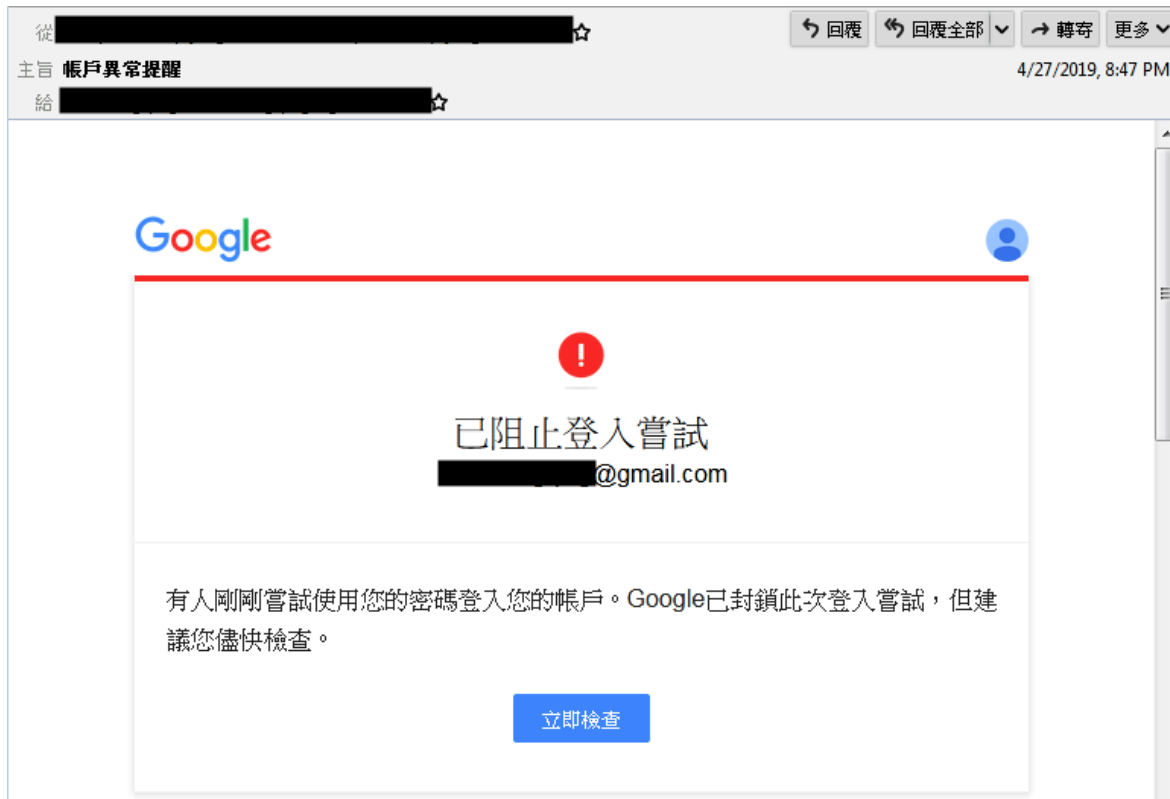 從
回覆 回覆全部 轉寄 更多
主旨 帳戶異常提醒 4/27/2019, 8:47 PM
給
Google
已阻止登入嘗試
@gmail.com
有人剛剛嘗試使用您的密碼登入您的帳戶。Google已封鎖此次登入嘗試，但建
議您儘快檢查。
立即檢查